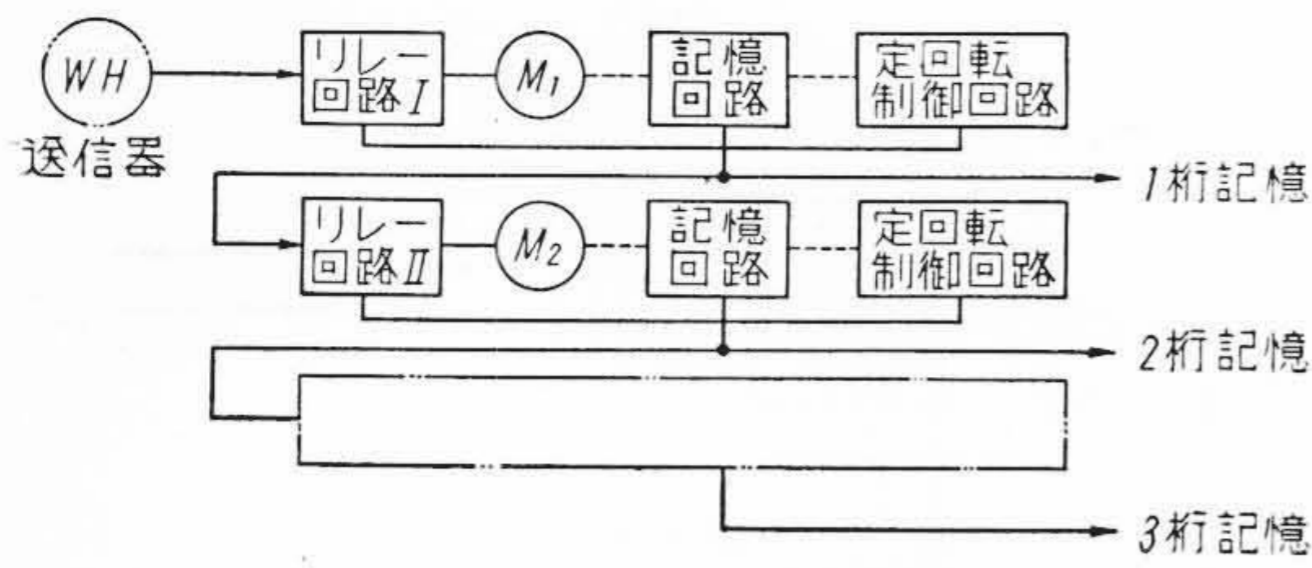 WH
送信器
リレー
回路I
M1
記憶
回路
定回転
制御回路
1桁記憶
リレー
回路II
M2
記憶
回路
定回転
制御回路
2桁記憶
3桁記憶